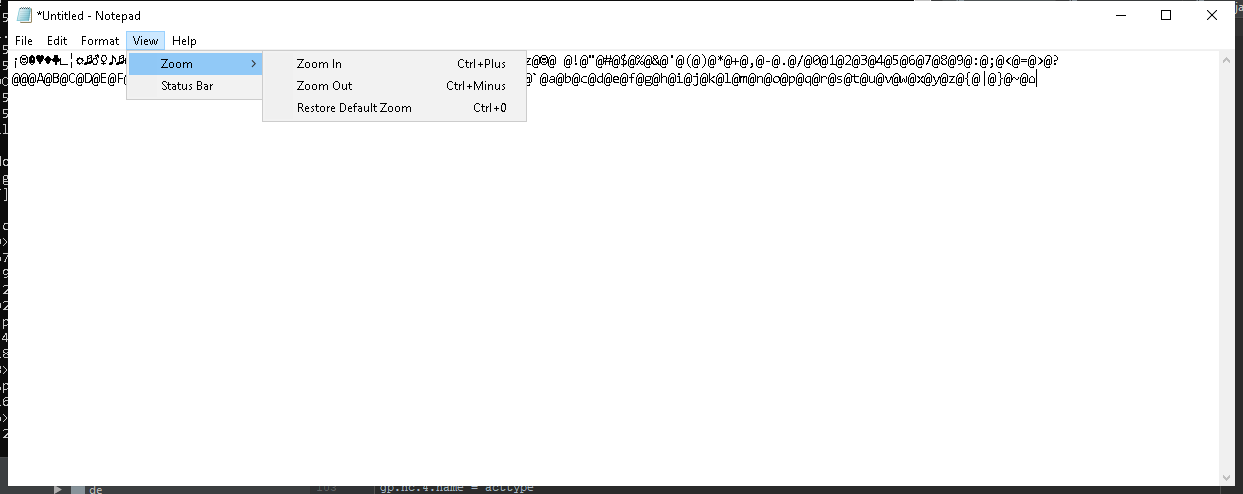 *Untitled - Notepad
File Edit Format View Help
z@☺@ @!@"@#@$@%@&@'@(@)@*@+@,@-@.@/@0@1@2@3@4@5@6@7@8@9@:@;@<@=@>@?
@@@A@B@C@D@E@F
@`@a@b@c@d@e@f@g@h@i@j@k@l@m@n@o@p@q@r@s@t@u@v@w@x@y@z@{@|@}@~@⌂
Zoom
Status Bar
Zoom In Ctrl+Plus
Zoom Out Ctrl+Minus
Restore Default Zoom Ctrl+0
de
gp.nc.4.name = acttype